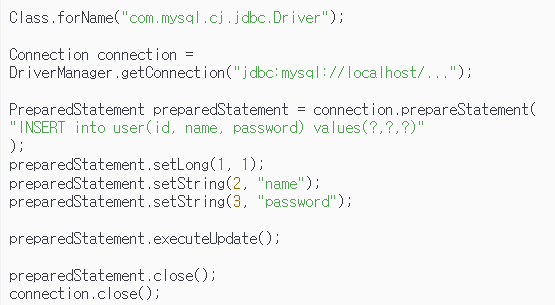 Class.forName("com.mysql.cj.jdbc.Driver");
Connection connection =
DriverManager.getConnection("jdbc:mysql://localhost/...");
PreparedStatement preparedStatement = connection.prepareStatement(
"INSERT into user(id, name, password) values(?,?,?)"
);
preparedStatement.setLong(1, 1);
preparedStatement.setString(2, "name");
preparedStatement.setString(3, "password");
preparedStatement.executeUpdate();
preparedStatement.close();
connection.close();